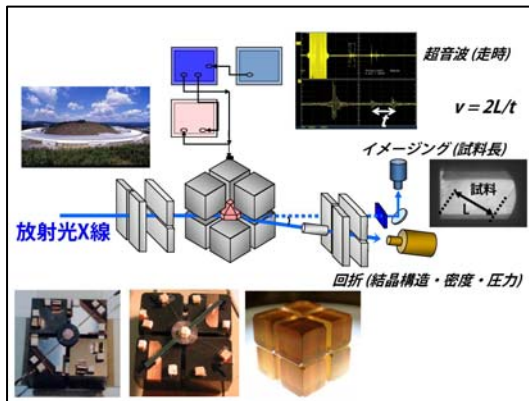 超音波 (走時)
t
v = 2L/t
イメージング (試料長)
試料
L
放射光X線
回折 (結晶構造・密度・圧力)